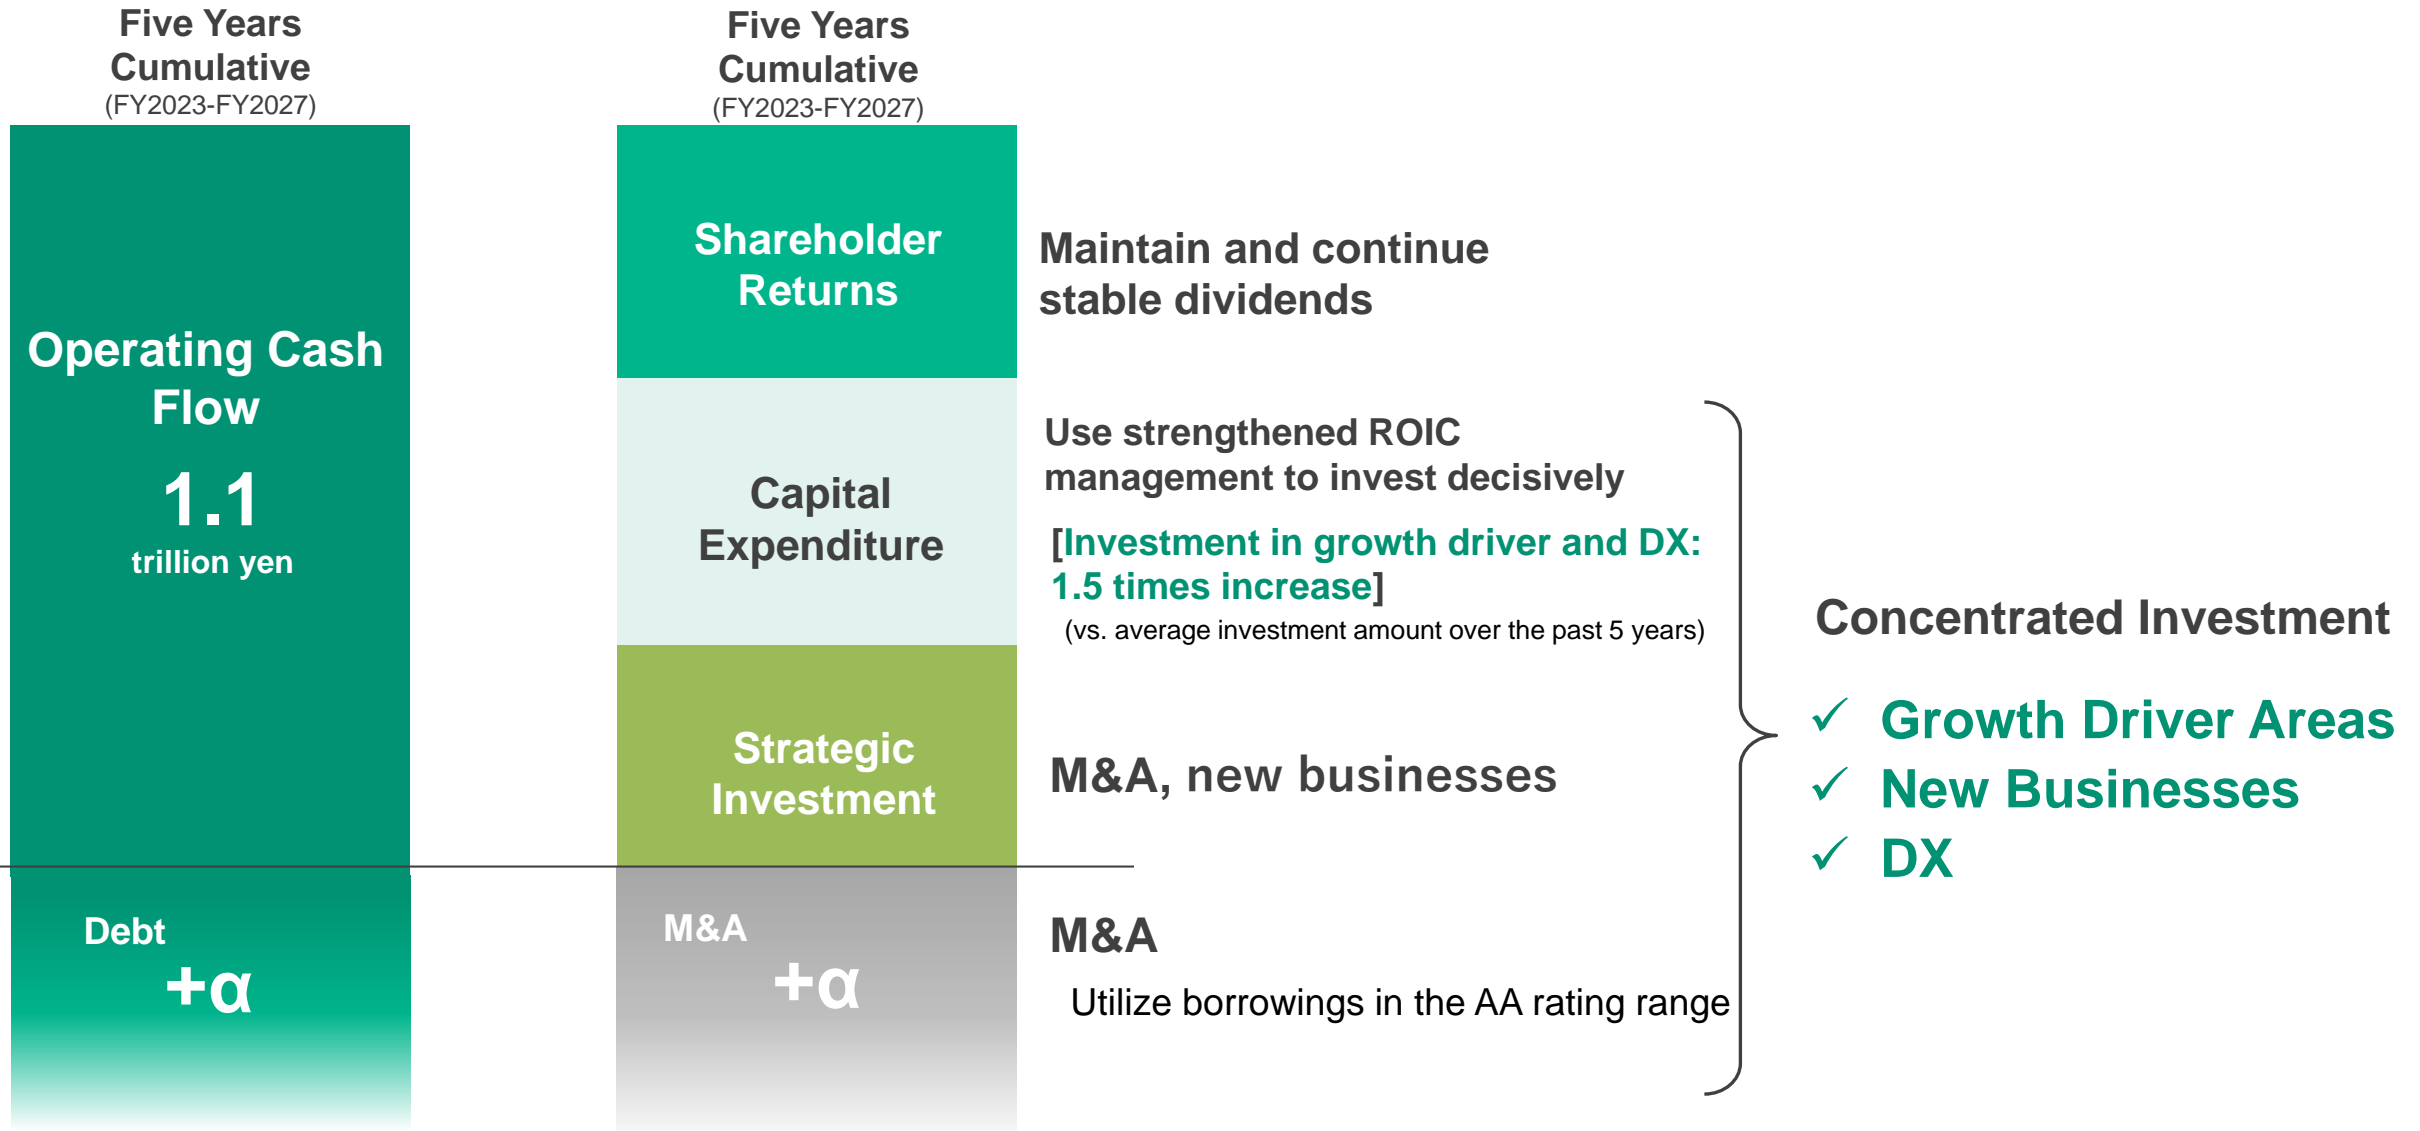 Five Years
Cumulative
(FY2023-FY2027)
Operating Cash
Flow
1.1
trillion yen
Debt
+α
Five Years
Cumulative
(FY2023-FY2027)
Shareholder
Returns
Capital
Expenditure
Strategic
Investment
M&A
+α
Maintain and continue
stable dividends
Use strengthened ROIC
management to invest decisively
[Investment in growth driver and DX:
1.5 times increase]
(vs. average investment amount over the past 5 years)
M&A, new businesses
M&A
Utilize borrowings in the AA rating range
Concentrated Investment
✓ Growth Driver Areas
✓ New Businesses
✓ DX